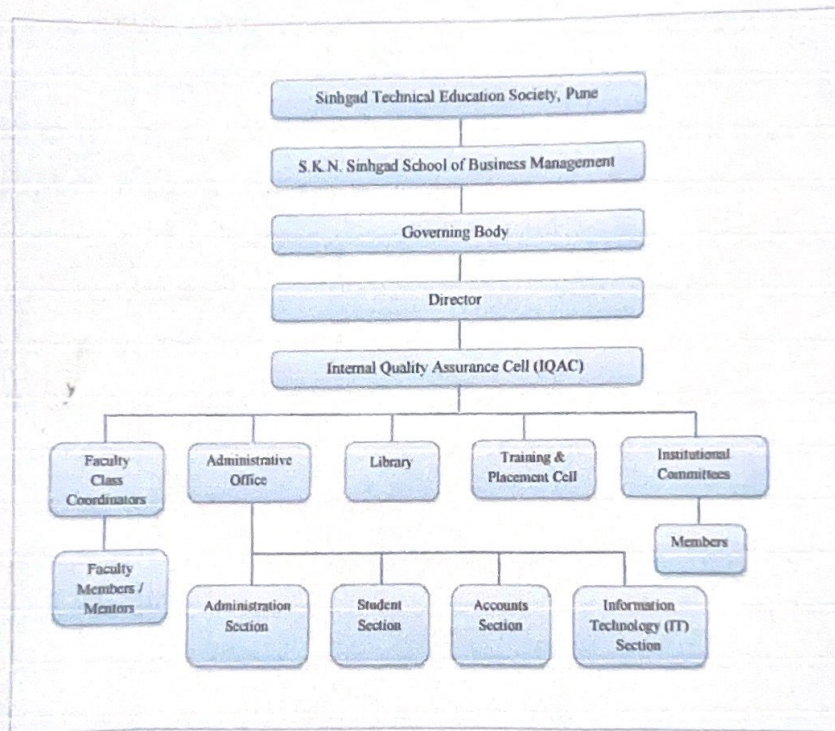 Sinhgad Technical Education Society, Pune
S.K.N. Sinhgad School of Business Management
Governing Body
Director
Internal Quality Assurance Cell (IQAC)
Faculty
Class
Coordinators
Administrative
Office
Library
Training &
Placement Cell
Institutional
Committees
Faculty
Members /
Mentors
Members
Administration
Section
Student
Section
Accounts
Section
Information
Technology (IT)
Section